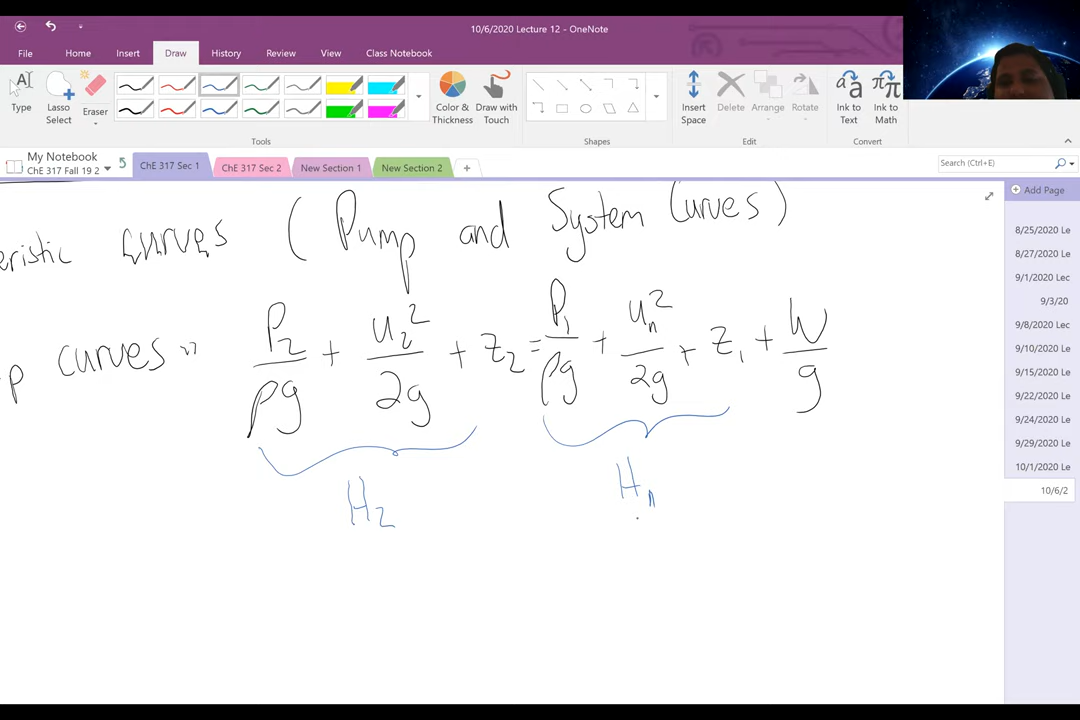 10/6/2020 Lecture 12 - OneNote
File Home Insert Draw History Review View Class Notebook
Type Lasso Select Eraser Color & Thickness Draw with Touch Insert Space Delete Arrange Rotate Ink to Text Ink to Math
Tools Shapes Edit Convert
My Notebook
ChE 317 Fall 19 2
ChE 317 Sec 1 ChE 317 Sec 2 New Section 1 New Section 2 + Search (Ctrl+E)
Add Page
8/25/2020 Le
8/27/2020 Le
9/1/2020 Lec
9/3/20
9/8/2020 Lec
9/10/2020 Le
9/15/2020 Le
9/22/2020 Le
9/24/2020 Le
9/29/2020 Le
10/1/2020 Le
10/6/2
eristic curves ( Pump and System Curves )
p curves P₂/ρg + u₂²/2g + z₂ = P₁/ρg + uₙ²/2g + z₁ + W/g
H₂ Hₙ